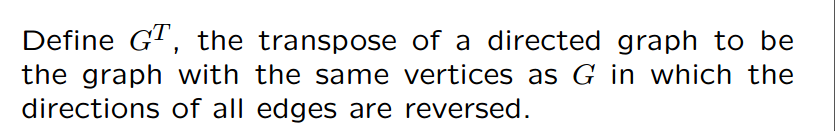 Define G^T, the transpose of a directed graph to be
the graph with the same vertices as G in which the
directions of all edges are reversed.